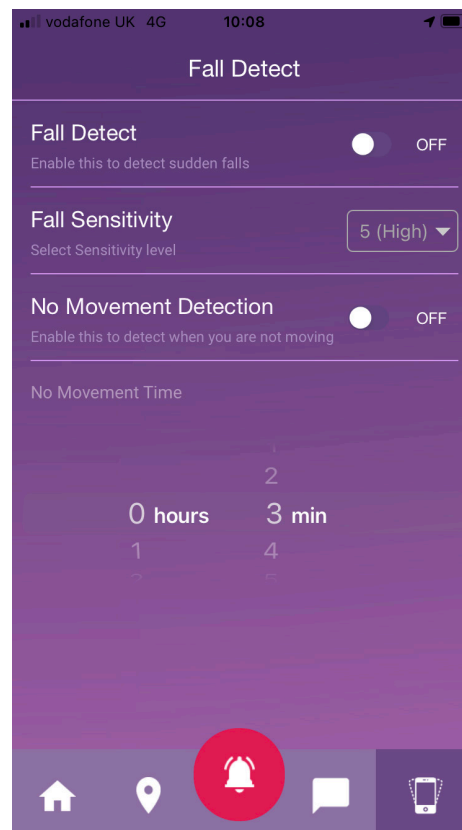 vodafone UK 4G 10:08
Fall Detect
Fall Detect
OFF
Enable this to detect sudden falls
Fall Sensitivity
5 (High)
Select Sensitivity level
No Movement Detection
OFF
Enable this to detect when you are not moving
No Movement Time
2
0 hours 3 min
1 4